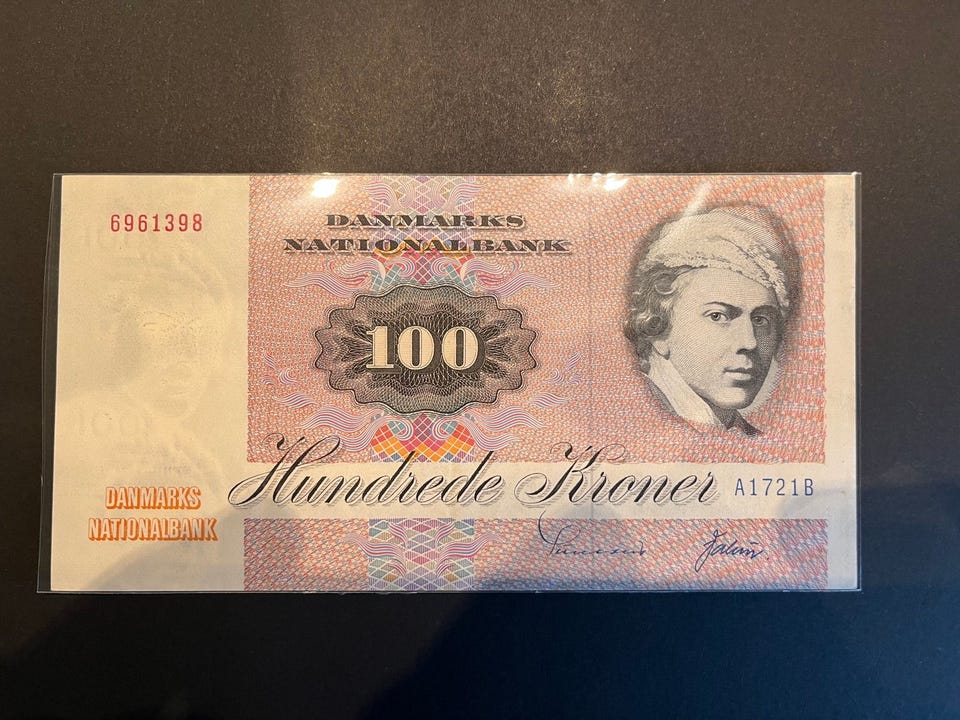 6961398
DANMARKS
NATIONALBANK
100
Hundrede Kroner
A1721B
DANMARKS
NATIONALBANK